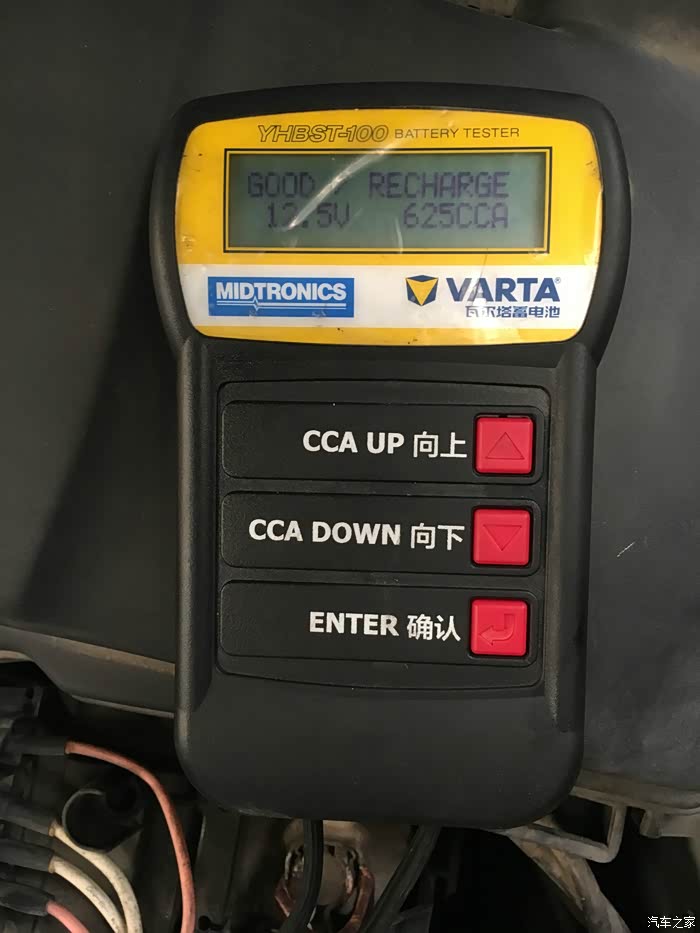 YHBST-100 BATTERY TESTER
GOOD - RECHARGE
12.5V 625CCA
MIDTRONICS
VARTA®
瓦尔塔蓄电池
CCA UP 向上
CCA DOWN 向下
ENTER 确认
汽车之家